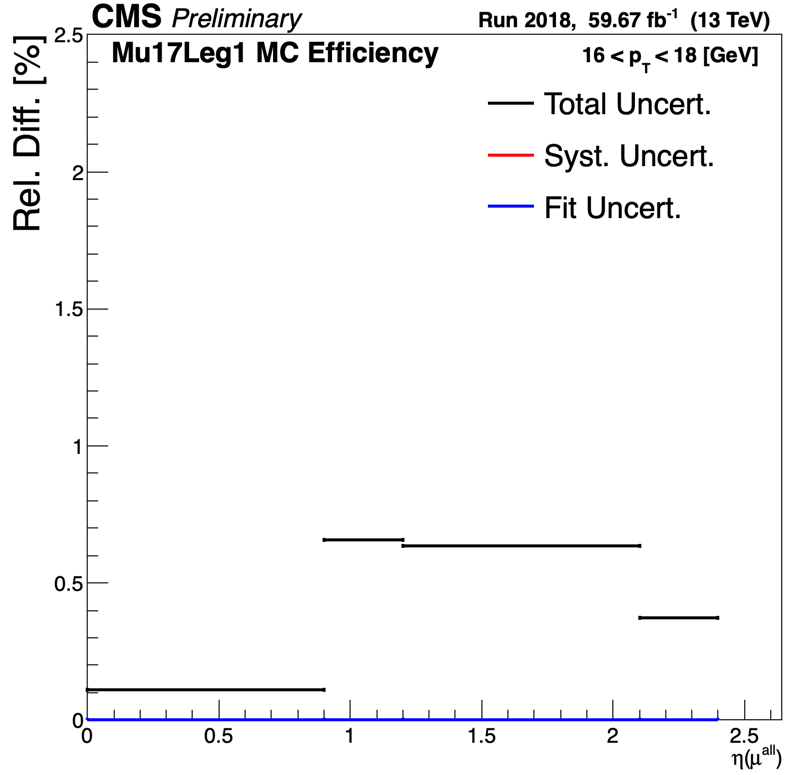 CMS Preliminary
Run 2018, 59.67 fb⁻¹ (13 TeV)
Mu17Leg1 MC Efficiency
16 < p_T < 18 [GeV]
Total Uncert.
Syst. Uncert.
Fit Uncert.
Rel. Diff. [%]
2.5
2
1.5
1
0.5
0
0 0.5 1 1.5 2 2.5
η(μ^all)